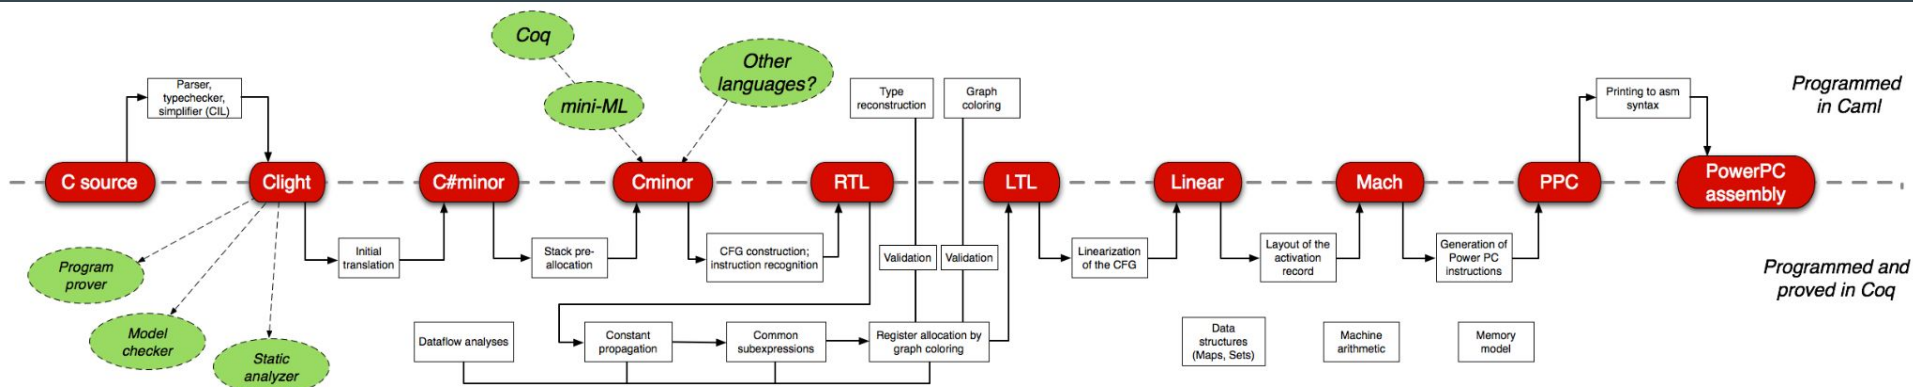 Coq
Other
languages?
mini-ML
Parser,
typechecker,
simplifier (CIL)
Type
reconstruction
Graph
coloring
Printing to asm
syntax
Programmed
in Caml
C source
Clight
C#minor
Cminor
RTL
LTL
Linear
Mach
PPC
PowerPC
assembly
Initial
translation
Stack pre-
allocation
CFG construction;
instruction recognition
Validation
Validation
Linearization
of the CFG
Layout of the
activation
record
Generation of
Power PC
instructions
Programmed and
proved in Coq
Program
prover
Model
checker
Static
analyzer
Dataflow analyses
Constant
propagation
Common
subexpressions
Register allocation by
graph coloring
Data
structures
(Maps, Sets)
Machine
arithmetic
Memory
model